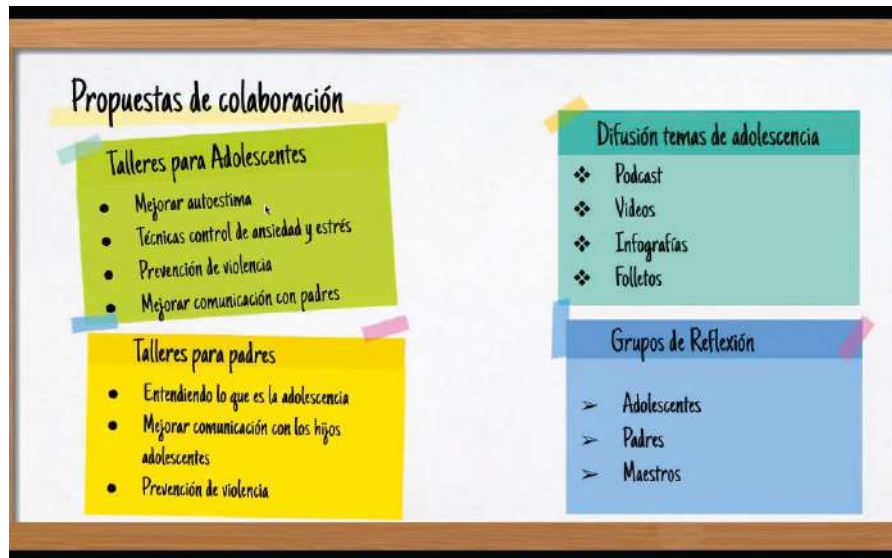 Propuestas de colaboración
Talleres para Adolescentes
● Mejorar autoestima
● Técnicas control de ansiedad y estrés
● Prevención de violencia
● Mejorar comunicación con padres
Talleres para padres
● Entendiendo lo que es la adolescencia
● Mejorar comunicación con los hijos
adolescentes
● Prevención de violencia
Difusión temas de adolescencia
❖ Podcast
❖ Videos
❖ Infografías
❖ Folletos
Grupos de Reflexión
➢ Adolescentes
➢ Padres
➢ Maestros